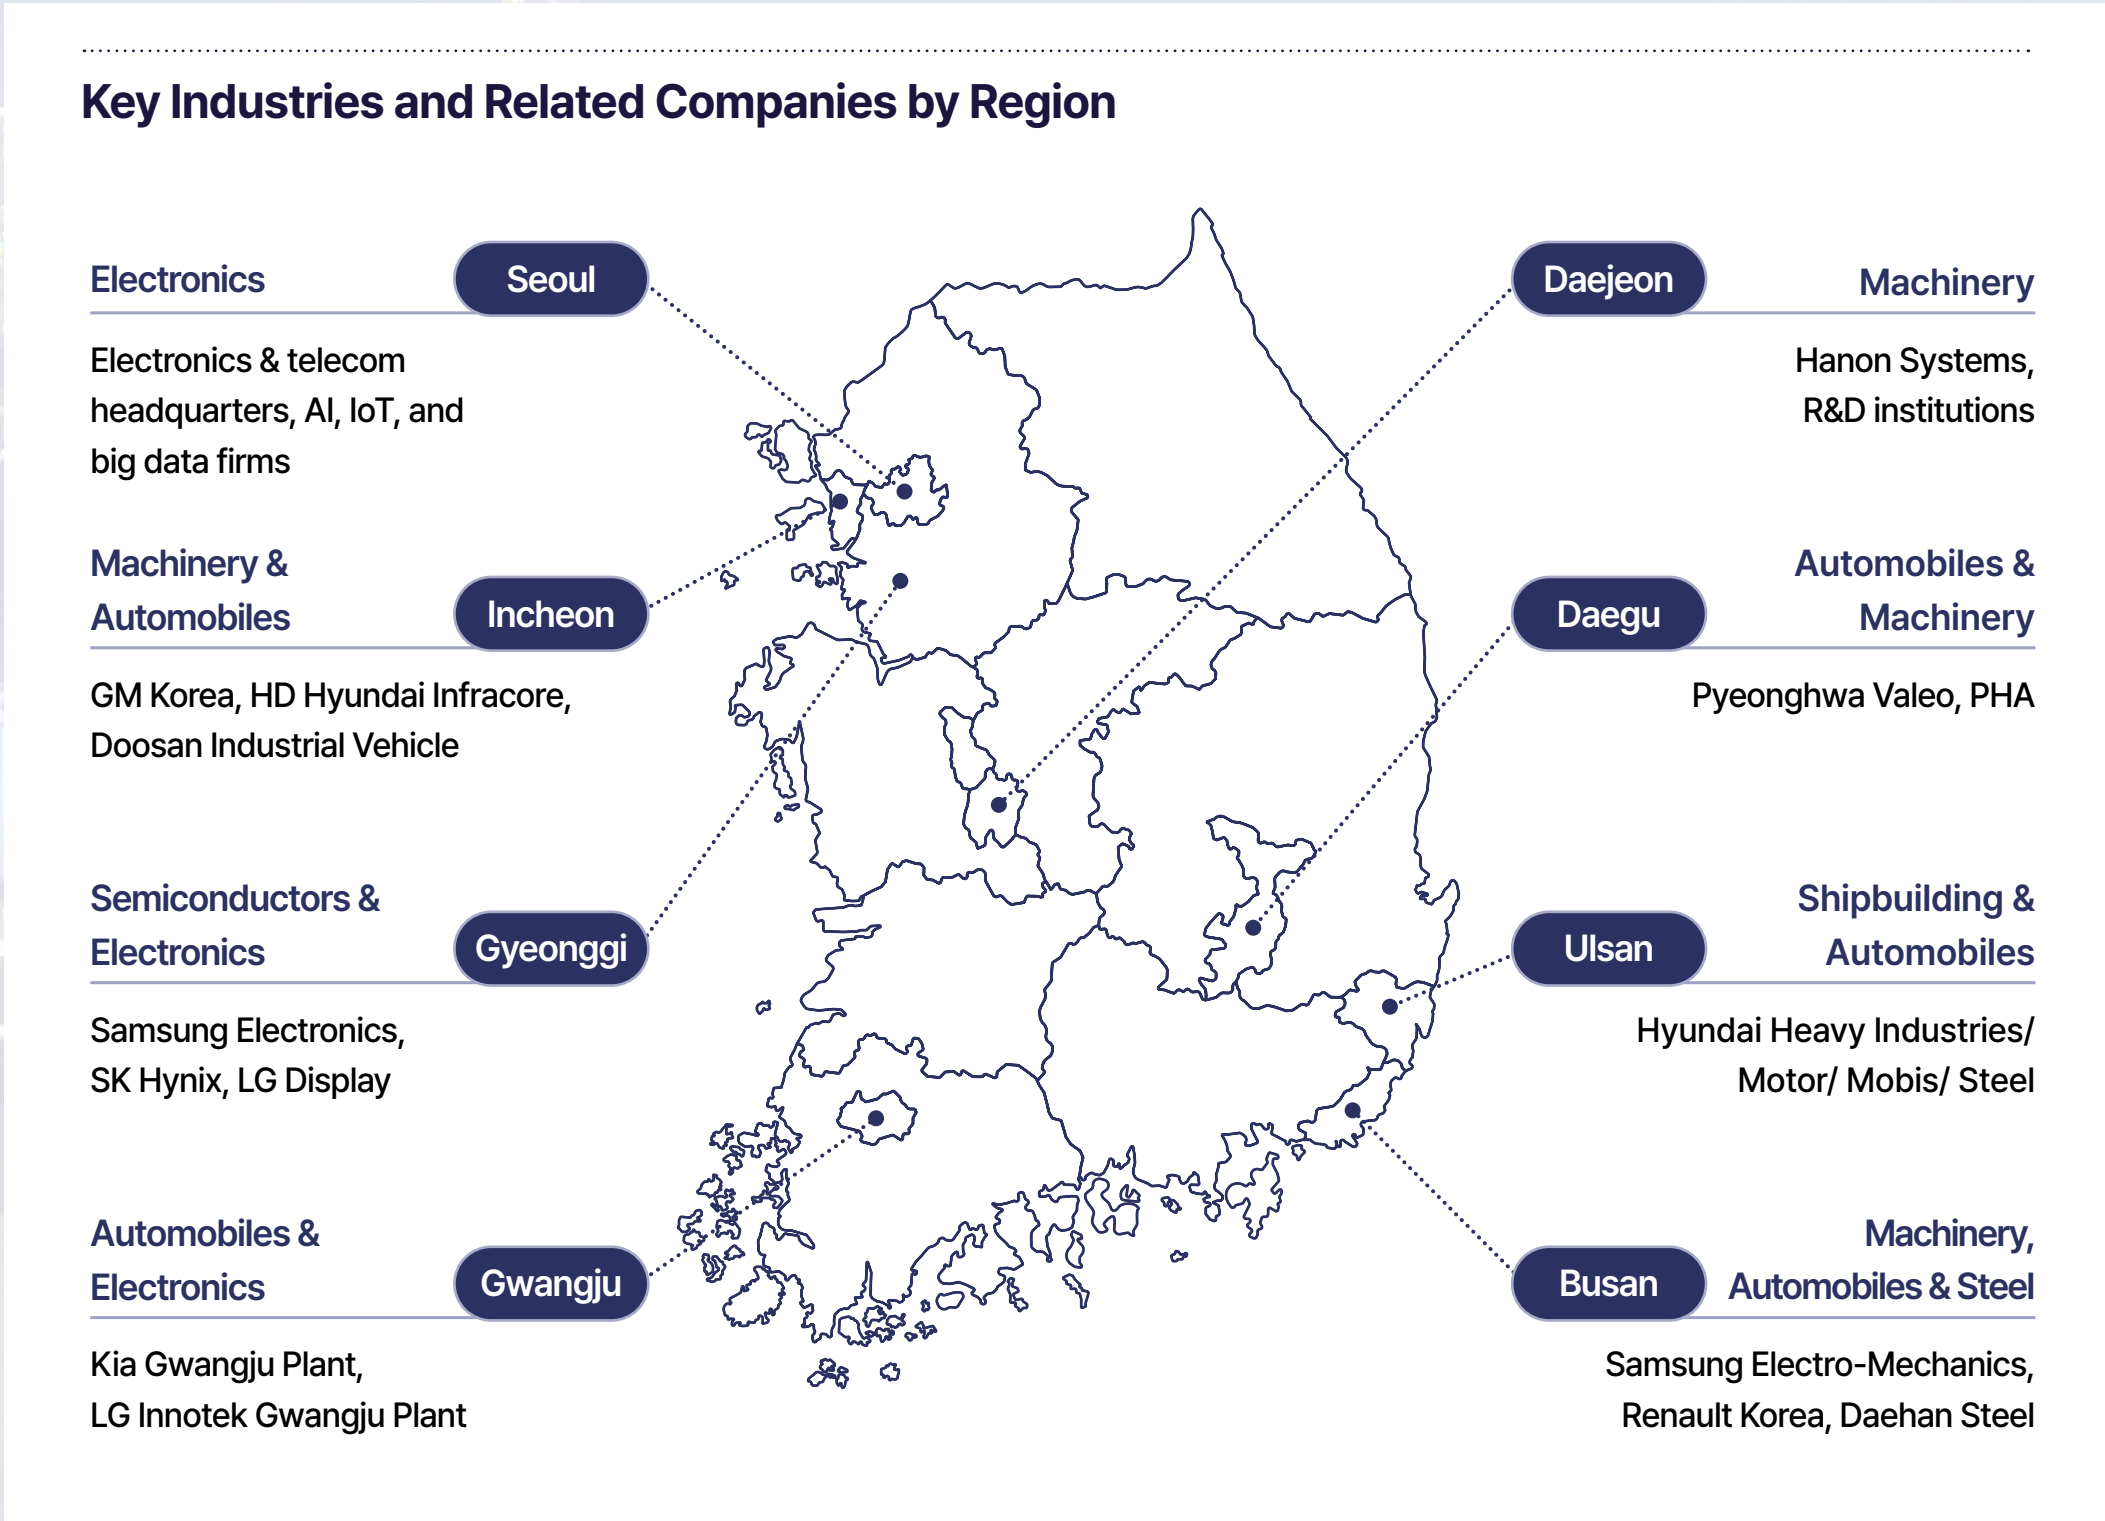 Key Industries and Related Companies by Region
Electronics
Seoul
Electronics & telecom
headquarters, AI, IoT, and
big data firms
Machinery &
Automobiles
Incheon
GM Korea, HD Hyundai Infracore,
Doosan Industrial Vehicle
Semiconductors &
Electronics
Gyeonggi
Samsung Electronics,
SK Hynix, LG Display
Automobiles &
Electronics
Gwangju
Kia Gwangju Plant,
LG Innotek Gwangju Plant
Daejeon
Machinery
Hanon Systems,
R&D institutions
Daegu
Automobiles &
Machinery
Pyeonghwa Valeo, PHA
Ulsan
Shipbuilding &
Automobiles
Hyundai Heavy Industries/
Motor/ Mobis/ Steel
Busan
Machinery,
Automobiles & Steel
Samsung Electro-Mechanics,
Renault Korea, Daehan Steel